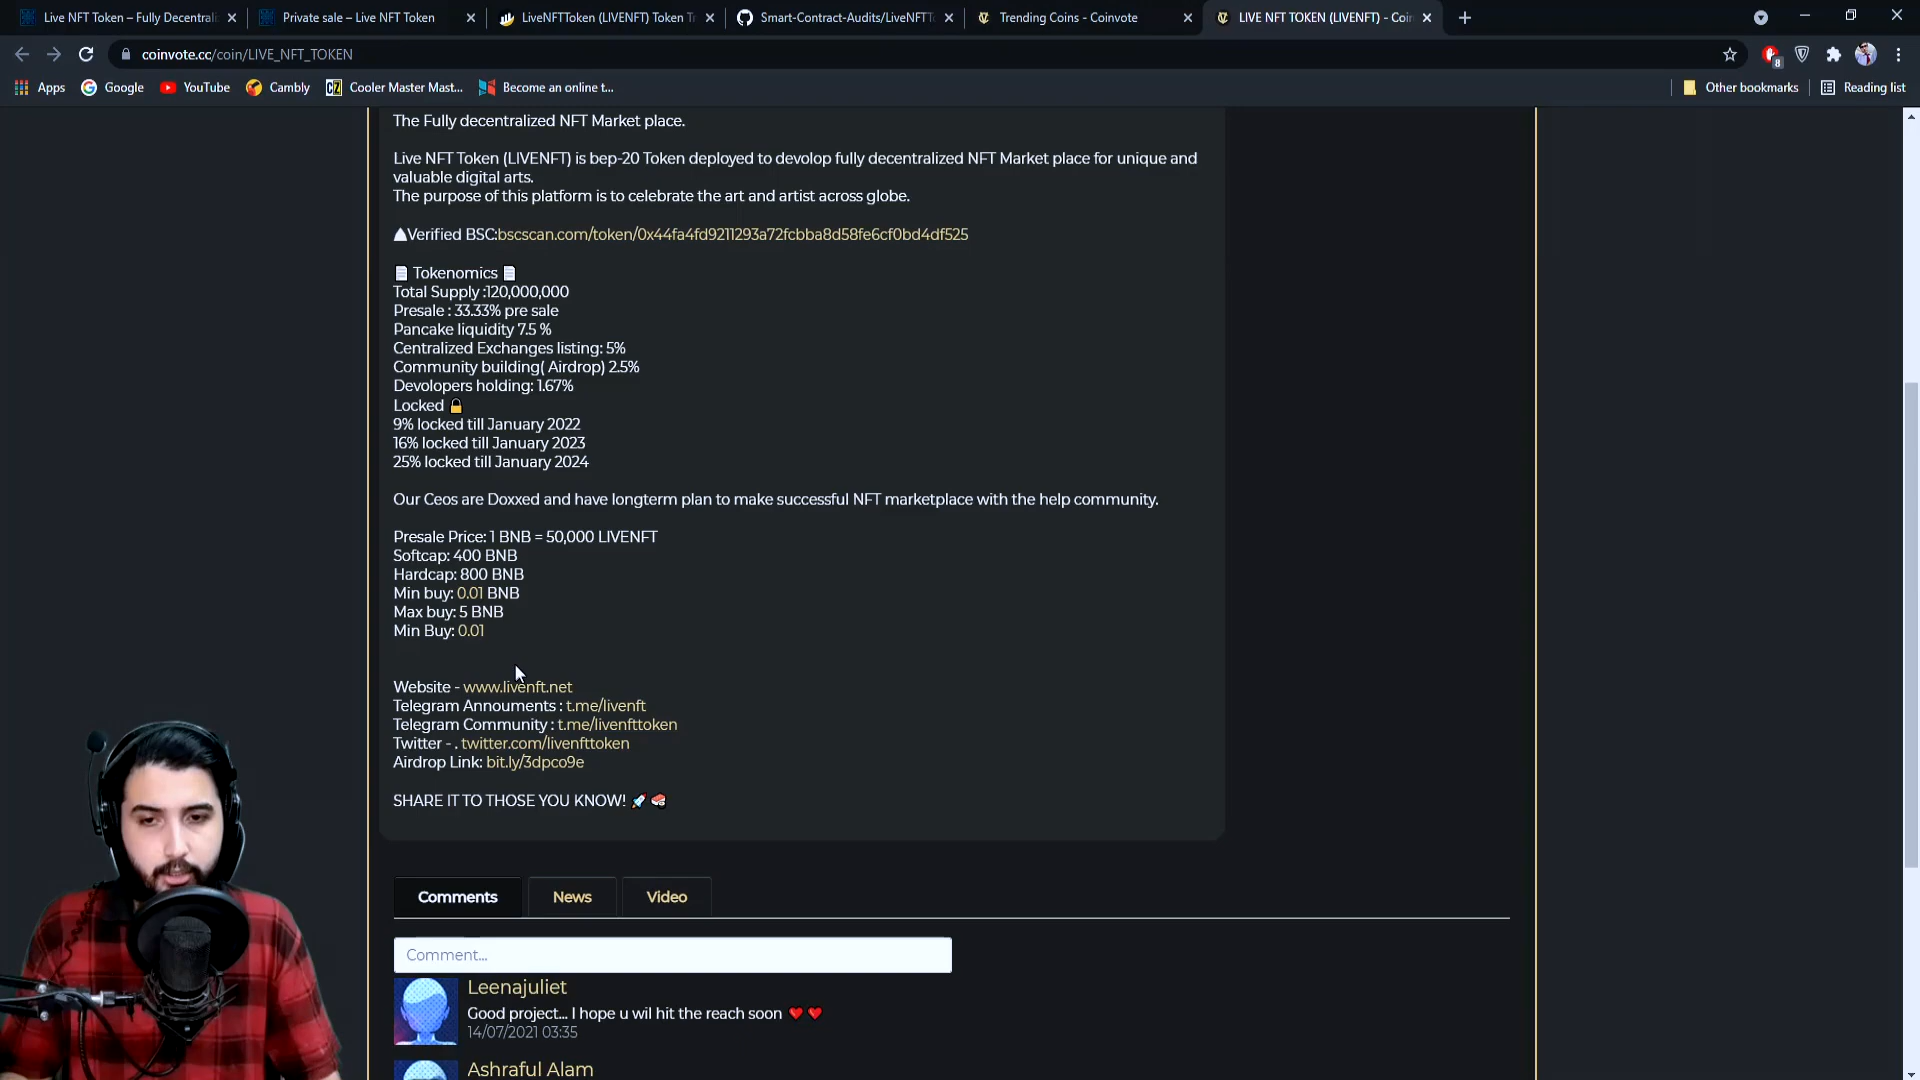 Live NFT Token – Fully Decentrali
Private sale – Live NFT Token
LiveNFTToken (LIVENFT) Token Tr
Smart-Contract-Audits/LiveNFTTo
Trending Coins - Coinvote
LIVE NFT TOKEN (LIVENFT) - Coin
coinvote.cc/coin/LIVE_NFT_TOKEN
8
Apps
Google
YouTube
Cambly
Cooler Master Mast...
Become an online t...
Other bookmarks
Reading list
The Fully decentralized NFT Market place.
Live NFT Token (LIVENFT) is bep-20 Token deployed to devolop fully decentralized NFT Market place for unique and
valuable digital arts.
The purpose of this platform is to celebrate the art and artist across globe.
Verified BSC:bscscan.com/token/0x44fa4fd9211293a72fcbba8d58fe6cf0bd4df525
Tokenomics
Total Supply :120,000,000
Presale : 33.33% pre sale
Pancake liquidity 7.5 %
Centralized Exchanges listing: 5%
Community building( Airdrop) 2.5%
Devolopers holding: 1.67%
Locked
9% locked till January 2022
16% locked till January 2023
25% locked till January 2024
Our Ceos are Doxxed and have longterm plan to make successful NFT marketplace with the help community.
Presale Price: 1 BNB = 50,000 LIVENFT
Softcap: 400 BNB
Hardcap: 800 BNB
Min buy: 0.01 BNB
Max buy: 5 BNB
Min Buy: 0.01
Website - www.livenft.net
Telegram Annouments : t.me/livenft
Telegram Community : t.me/livenfttoken
Twitter - . twitter.com/livenfttoken
Airdrop Link: bit.ly/3dpco9e
SHARE IT TO THOSE YOU KNOW!
Comments
News
Video
Comment...
Leenajuliet
Good project... I hope u wil hit the reach soon
14/07/2021 03:35
Ashraful Alam